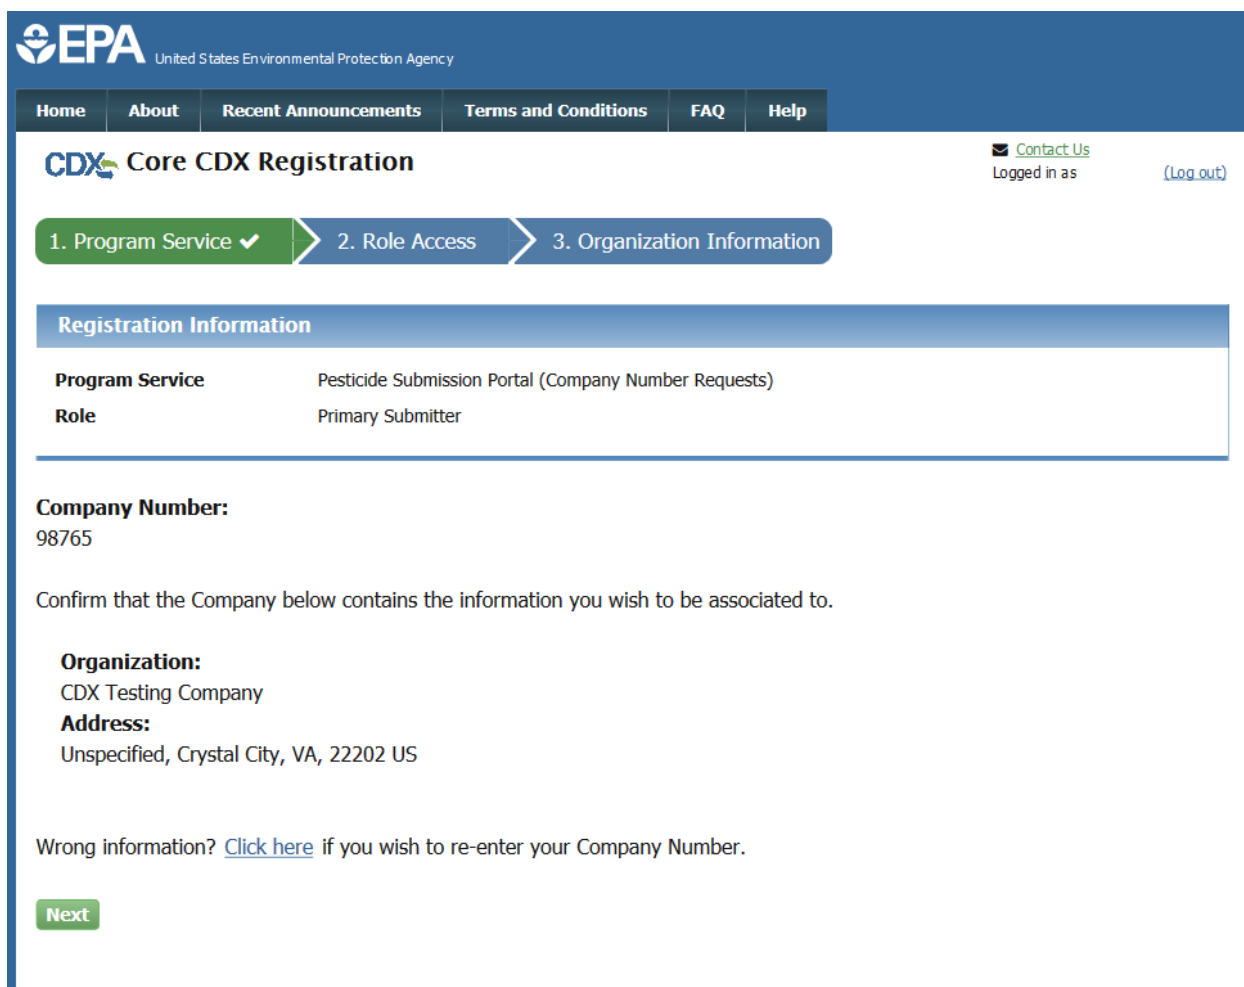 EPA United States Environmental Protection Agency
Home About Recent Announcements Terms and Conditions FAQ Help
CDX Core CDX Registration
Contact Us
Logged in as (Log out)
1. Program Service ✔ 2. Role Access 3. Organization Information
Registration Information
Program Service Pesticide Submission Portal (Company Number Requests)
Role Primary Submitter
Company Number:
98765
Confirm that the Company below contains the information you wish to be associated to.
Organization:
CDX Testing Company
Address:
Unspecified, Crystal City, VA, 22202 US
Wrong information? Click here if you wish to re-enter your Company Number.
Next